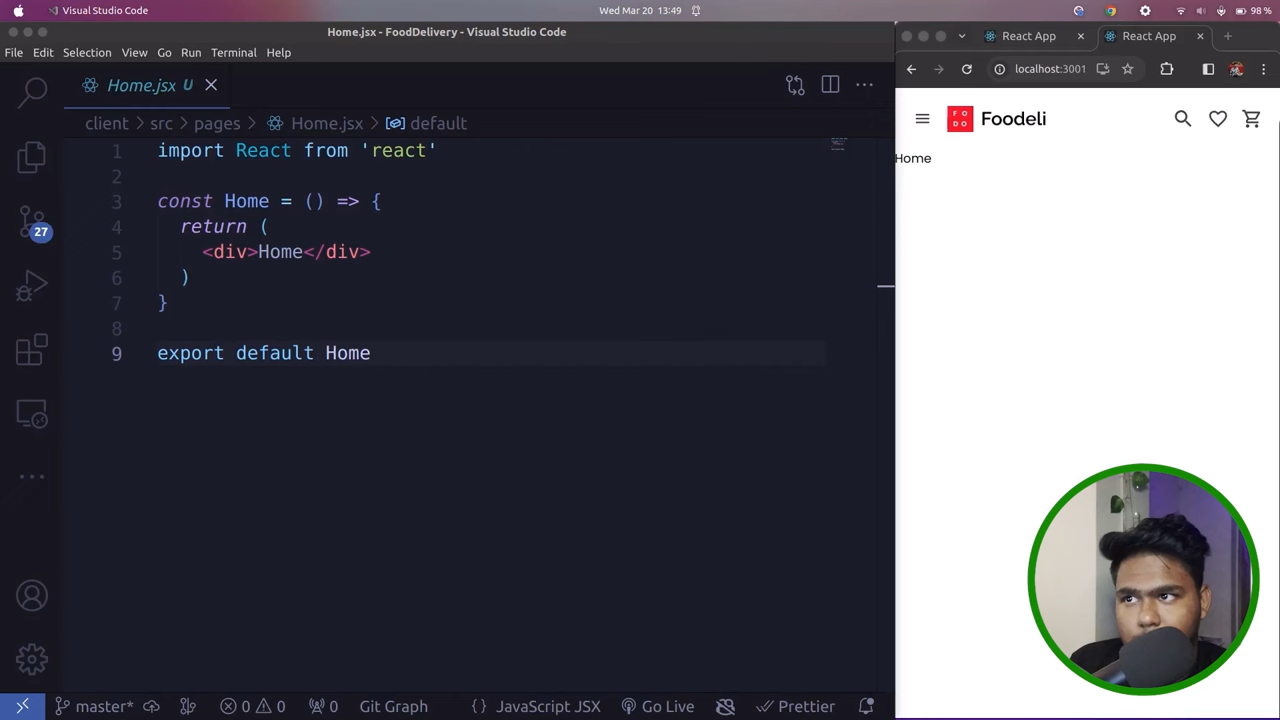 Visual Studio Code
Wed Mar 20 13:49
98 %
Home.jsx - FoodDelivery - Visual Studio Code
File Edit Selection View Go Run Terminal Help
Home.jsx U
client > src > pages > Home.jsx > default
1 import React from 'react'
2
3 const Home = () => {
4 return (
5 <div>Home</div>
6 )
7 }
8
9 export default Home
27
master*
0 0
0
Git Graph
{ } JavaScript JSX
Go Live
Prettier
React App
React App
localhost:3001
FO
DO
Foodeli
Home